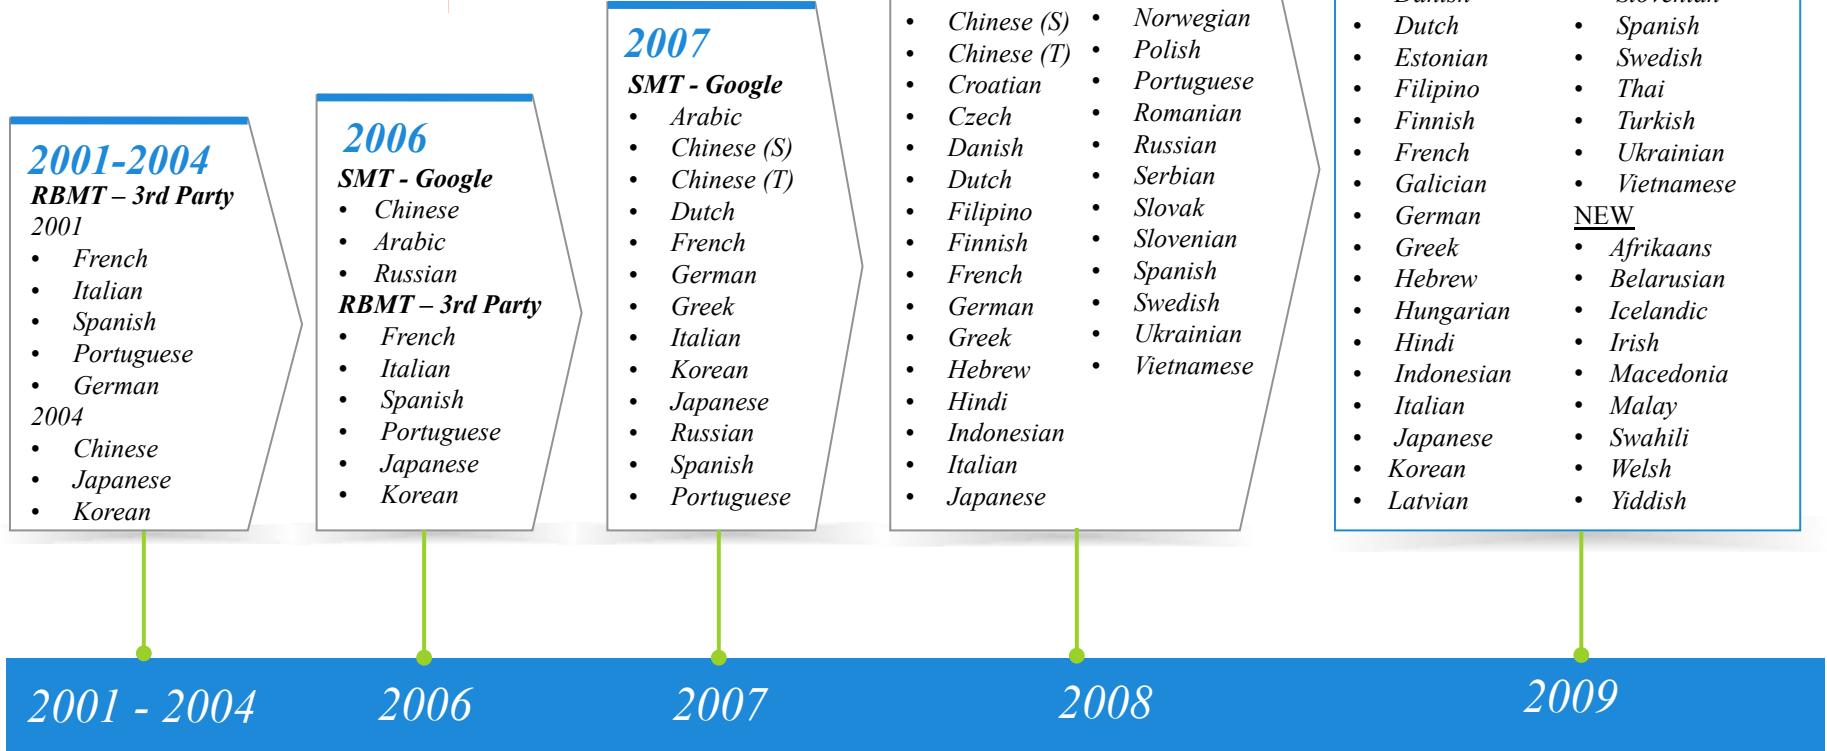 2001-2004
RBMT – 3rd Party
2001
• French
• Italian
• Spanish
• Portuguese
• German
2004
• Chinese
• Japanese
• Korean
2006
SMT - Google
• Chinese
• Arabic
• Russian
RBMT – 3rd Party
• French
• Italian
• Spanish
• Portuguese
• Japanese
• Korean
2007
SMT - Google
• Arabic
• Chinese (S)
• Chinese (T)
• Dutch
• French
• German
• Greek
• Italian
• Korean
• Japanese
• Russian
• Spanish
• Portuguese
• Chinese (S)
• Chinese (T)
• Croatian
• Czech
• Danish
• Dutch
• Filipino
• Finnish
• French
• German
• Greek
• Hebrew
• Hindi
• Indonesian
• Italian
• Japanese
• Norwegian
• Polish
• Portuguese
• Romanian
• Russian
• Serbian
• Slovak
• Slovenian
• Spanish
• Swedish
• Ukrainian
• Vietnamese
Danish
• Dutch
• Estonian
• Filipino
• Finnish
• French
• Galician
• German
• Greek
• Hebrew
• Hungarian
• Hindi
• Indonesian
• Italian
• Japanese
• Korean
• Latvian
Slovenian
• Spanish
• Swedish
• Thai
• Turkish
• Ukrainian
• Vietnamese
NEW
• Afrikaans
• Belarusian
• Icelandic
• Irish
• Macedonia
• Malay
• Swahili
• Welsh
• Yiddish
2001 - 2004
2006
2007
2008
2009